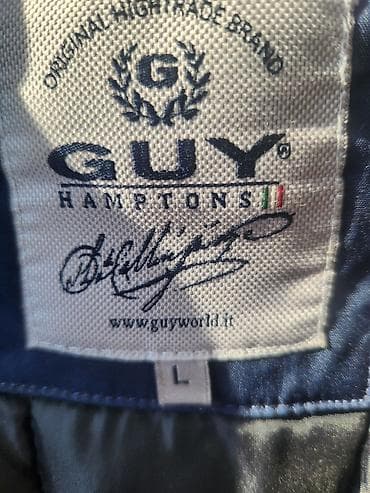 ORIGINAL HIGHTRADE BRAND
G
GUY®
HAMPTONS
www.guyworld.it
L